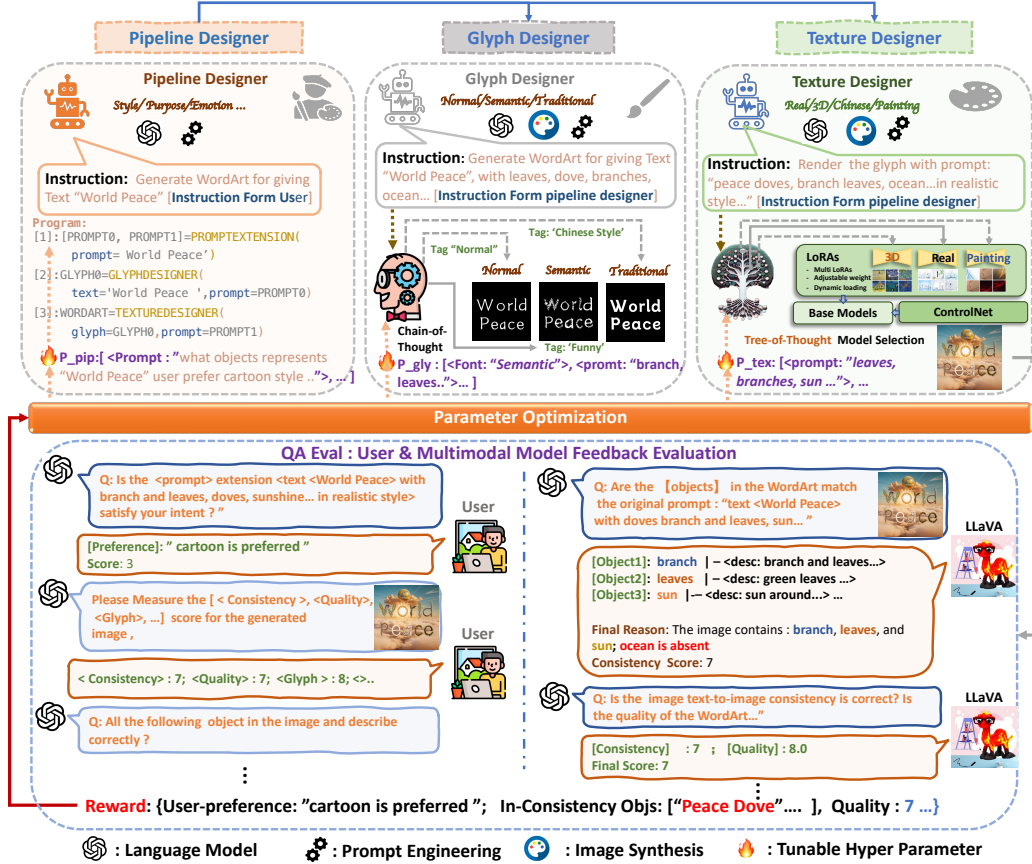 Pipeline Designer
Glyph Designer
Texture Designer
Pipeline Designer
Style/ Purpose/Emotion ...
Instruction: Generate WordArt for giving
Text “World Peace” [Instruction Form User]
Program:
[1]:[PROMPT0, PROMPT1]=PROMPTEXTENSION(
prompt= World Peace’)
[2]:GLYPH0=GLYPHDESIGNER(
text='World Peace ',prompt=PROMPT0)
[3]:WORDART=TEXTUREDESIGNER(
glyph=GLYPH0,prompt=PROMPT1)
P_pip:[ <Prompt : ”what objects represents
“World Peace” user prefer cartoon style ..”>, … ]
Glyph Designer
Normal/Semantic/Traditional
Instruction: Generate WordArt for giving Text
“World Peace”, with leaves, dove, branches,
ocean… [Instruction Form pipeline designer]
Tag: ‘Chinese Style’
Tag “Normal”
Normal
Semantic
Traditional
World
Peace
World
Peace
World
Peace
Chain-of-
Thought
Tag: ‘Funny”
P_gly : [<Font: “Semantic”>, <promt: “branch,
leaves..”>… ]
Texture Designer
Real/3D/Chinese/Painting
Instruction: Render the glyph with prompt:
“peace doves, branch leaves, ocean…in realistic
style…” [Instruction Form pipeline designer]
LoRAs
- Multi LoRAs
- Adjustable weight
- Dynamic loading
3D
Real
Painting
Base Models
ControlNet
Tree-of-Thought Model Selection
P_tex: [<prompt: "leaves,
branches, sun …”>, …
World
Peace
Parameter Optimization
QA Eval : User & Multimodal Model Feedback Evaluation
Q: Is the <prompt> extension <text <World Peace> with
branch and leaves, doves, sunshine… in realistic style>
satisfy your intent ? ”
User
[Preference]: ” cartoon is preferred ”
Score: 3
Please Measure the [ < Consistency >, <Quality>,
<Glyph>, …] score for the generated
image ,
World
Peace
User
< Consistency> : 7; <Quality> : 7; <Glyph > : 8; <>..
Q: All the following object in the image and describe
correctly ?
Q: Are the 【objects】 in the WordArt match
the original prompt : “text <World Peace>
with doves branch and leaves, sun… ”
World
Peace
LLaVA
[Object1]: branch | – <desc: branch and leaves…>
[Object2]: leaves | – <desc: green leaves …>
[Object3]: sun |-— <desc: sun around...> …
Final Reason: The image contains : branch, leaves, and
sun; ocean is absent
Consistency Score: 7
Q: Is the image text-to-image consistency is correct? Is
the quality of the WordArt…”
LLaVA
[Consistency] : 7 ; [Quality] : 8.0
Final Score: 7
Reward: {User-preference: ”cartoon is preferred ”; In-Consistency Objs: [“Peace Dove”…. ], Quality : 7 …}
: Language Model
: Prompt Engineering
: Image Synthesis
: Tunable Hyper Parameter